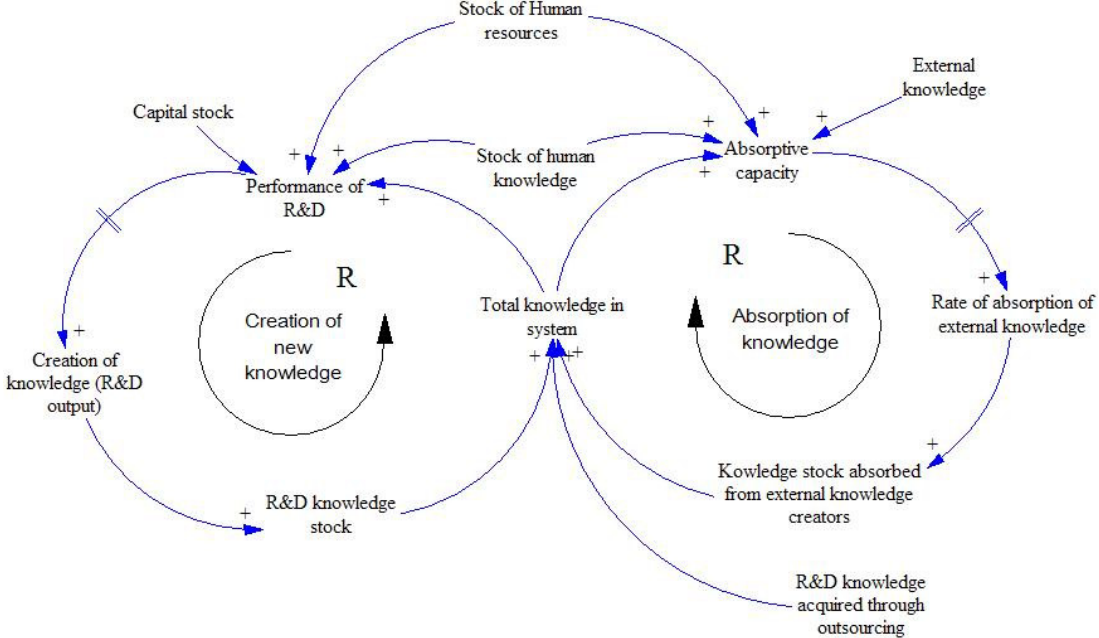 Stock of Human
resources
External
knowledge
Capital stock
+
+
+
+
+
Stock of human
knowledge
Absorptive
capacity
+
Performance of
R&D
+
R
R
+
Total knowledge in
system
Rate of absorption of
external knowledge
Creation of
new
knowledge
Absorption of
knowledge
+
+
+
+
Creation of
knowledge (R&D
output)
+
Kowledge stock absorbed
from external knowledge
creators
R&D knowledge
stock
+
R&D knowledge
acquired through
outsourcing